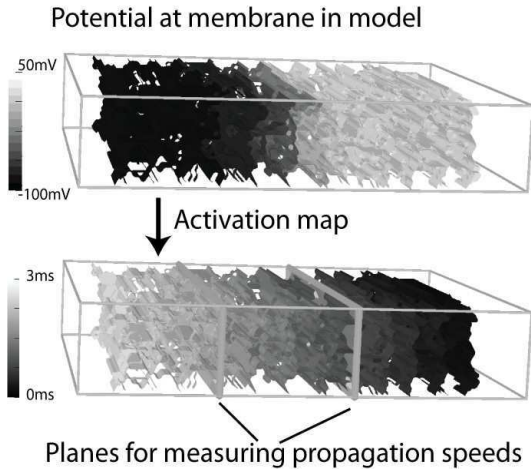 Potential at membrane in model
50mV
-100mV
Activation map
3ms
0ms
Planes for measuring propagation speeds